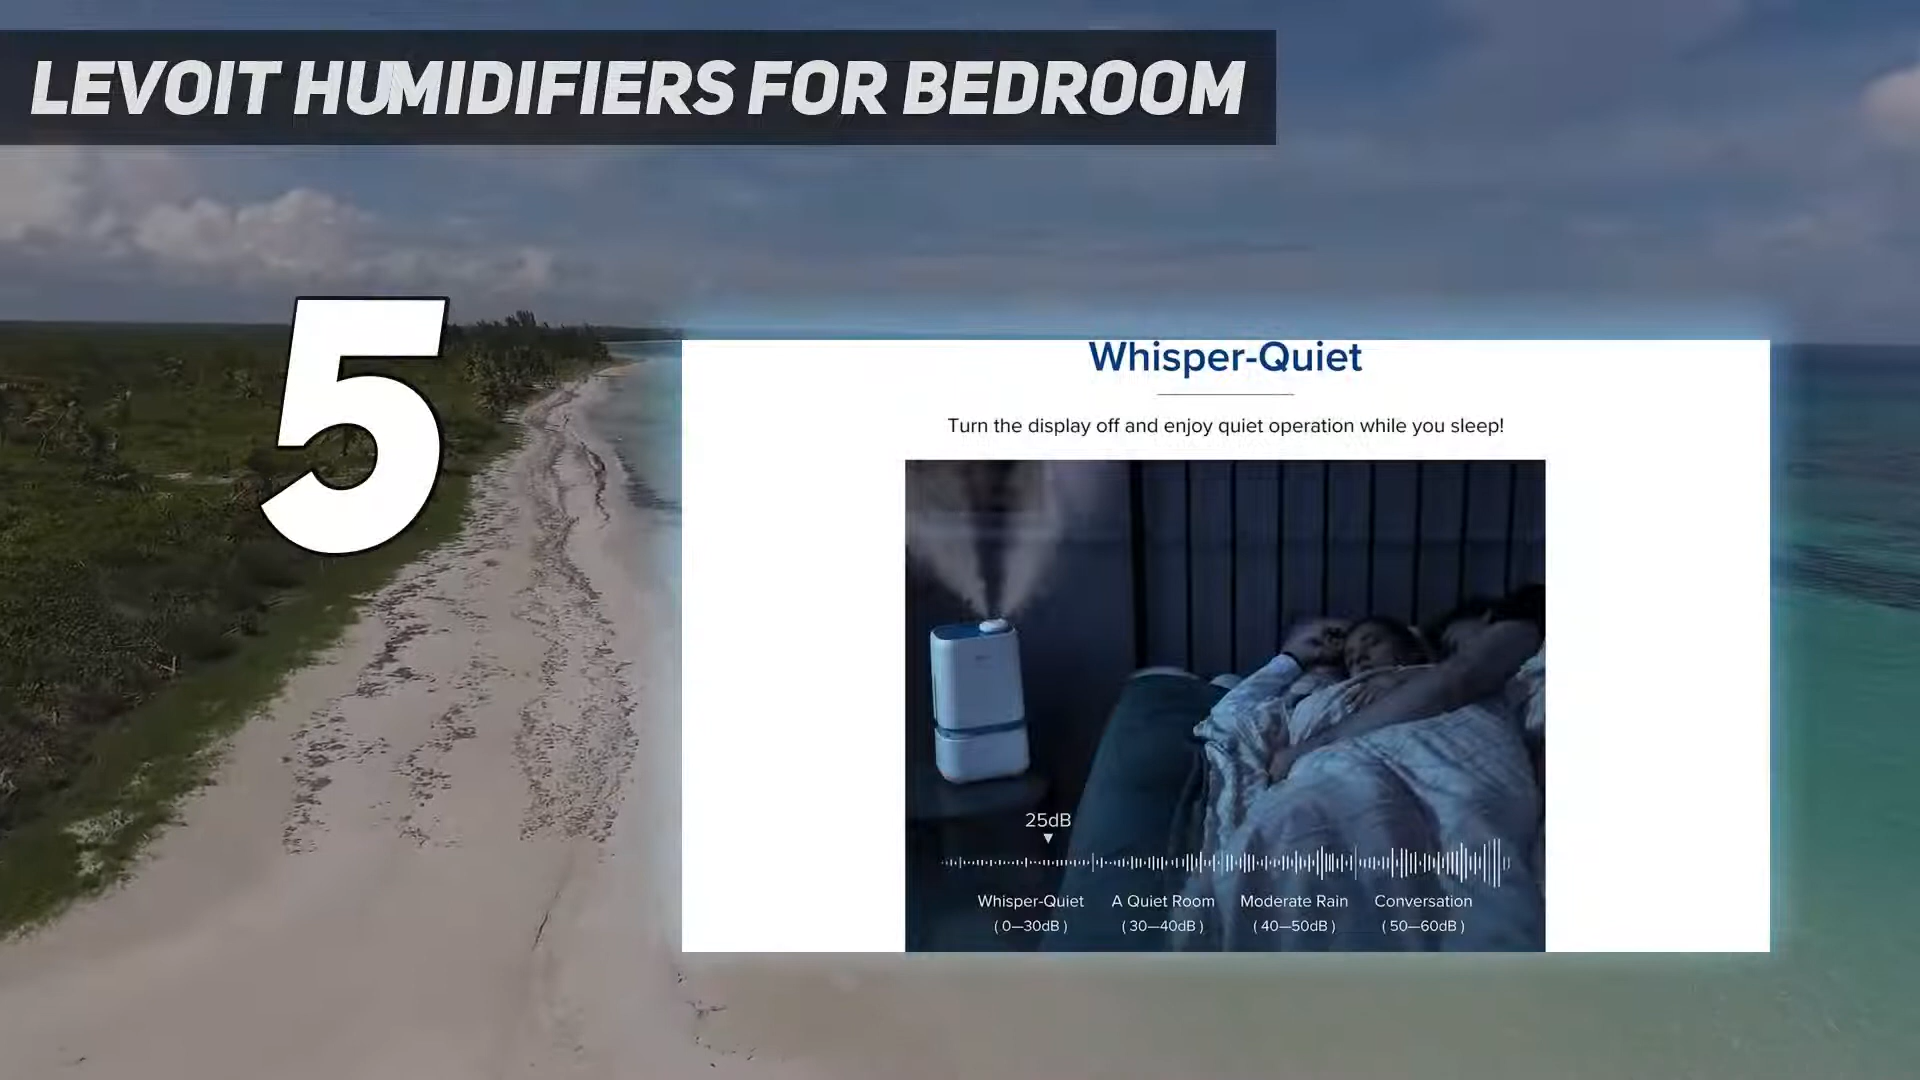 LEVOIT HUMIDIFIERS FOR BEDROOM
5
Whisper-Quiet
Turn the display off and enjoy quiet operation while you sleep!
25dB
Whisper-Quiet A Quiet Room Moderate Rain Conversation
(0—30dB) (30—40dB) (40—50dB) (50—60dB)